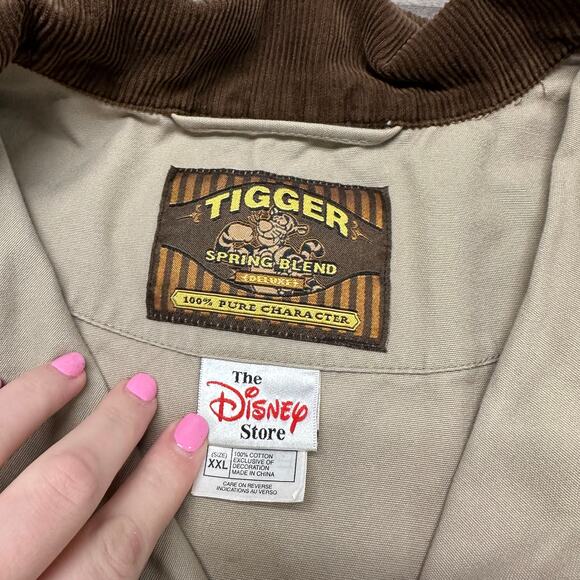 TIGGER
SPRING BLEND
DELUXE
100% PURE CHARACTER
The
Disney
Store
(SIZE)
XXL
100% COTTON
EXCLUSIVE OF
DECORATION
MADE IN CHINA
CARE ON REVERSE
INDICATIONS AU VERSO